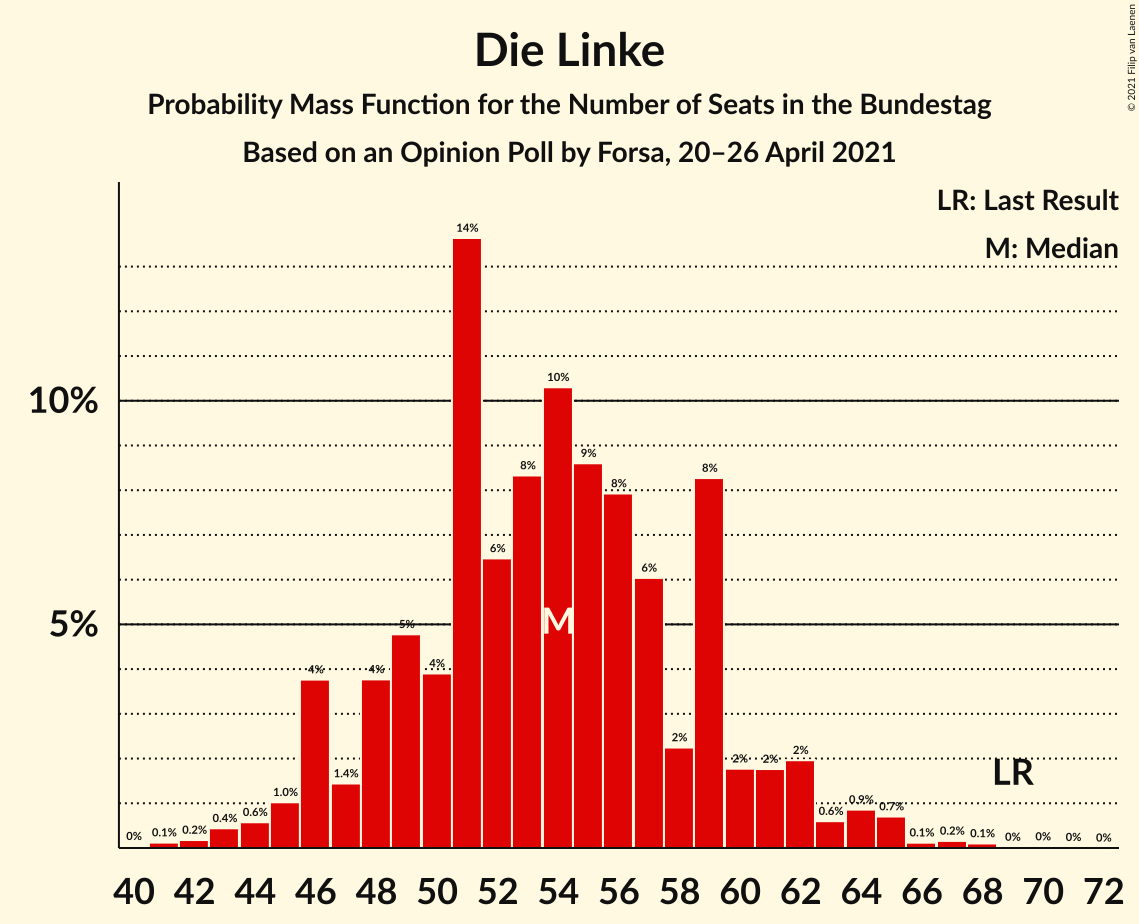 Die Linke
Probability Mass Function for the Number of Seats in the Bundestag
Based on an Opinion Poll by Forsa, 20–26 April 2021
© 2021 Filip van Laenen
LR: Last Result
M: Median
10%
5%
0% 0.1% 0.2% 0.4% 0.6% 1.0% 4% 1.4% 4% 5% 4% 14% 6% 8% 10% 9% 8% 6% 2% 8% 2% 2% 2% 0.6% 0.9% 0.7% 0.1% 0.2% 0.1% 0% 0% 0% 0%
M
LR
40 42 44 46 48 50 52 54 56 58 60 62 64 66 68 70 72